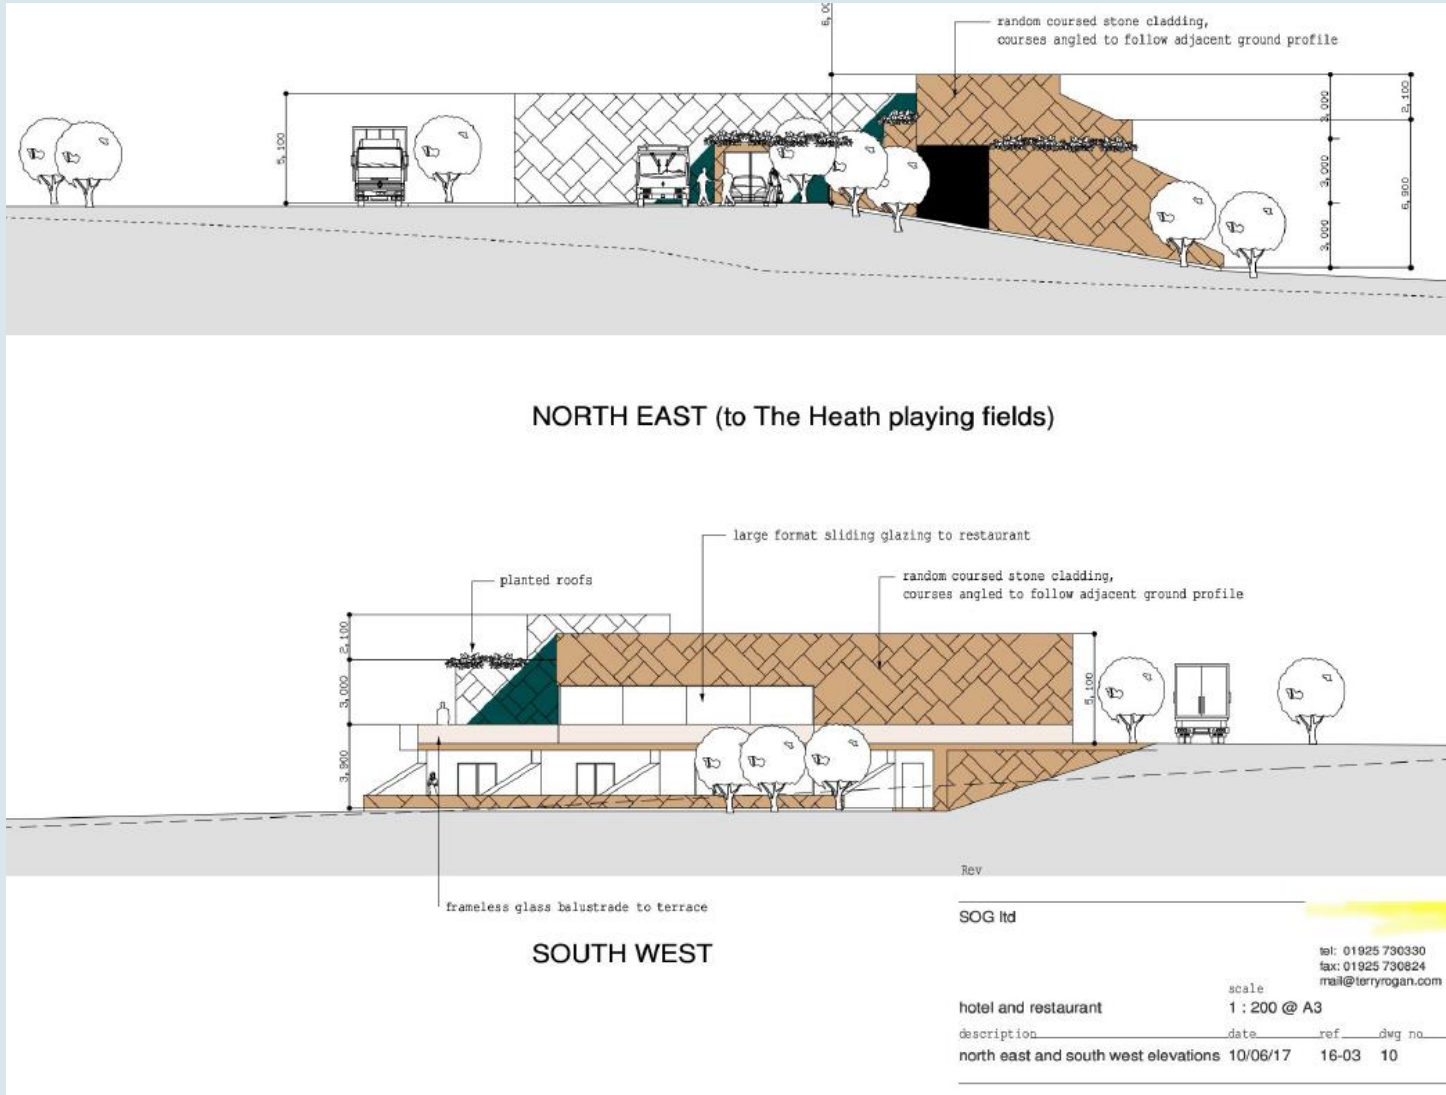 random coursed stone cladding,
courses angled to follow adjacent ground profile
5,100
3,000
2,100
3,000
6,900
3,000
NORTH EAST (to The Heath playing fields)
large format sliding glazing to restaurant
planted roofs
random coursed stone cladding,
courses angled to follow adjacent ground profile
2,100
3,000
5,100
3,900
frameless glass balustrade to terrace
SOUTH WEST
Rev
SOG ltd
tel: 01925 730330
fax: 01925 730824
mail@terryrogan.com
scale
hotel and restaurant 1 : 200 @ A3
description date ref dwg no
north east and south west elevations 10/06/17 16-03 10